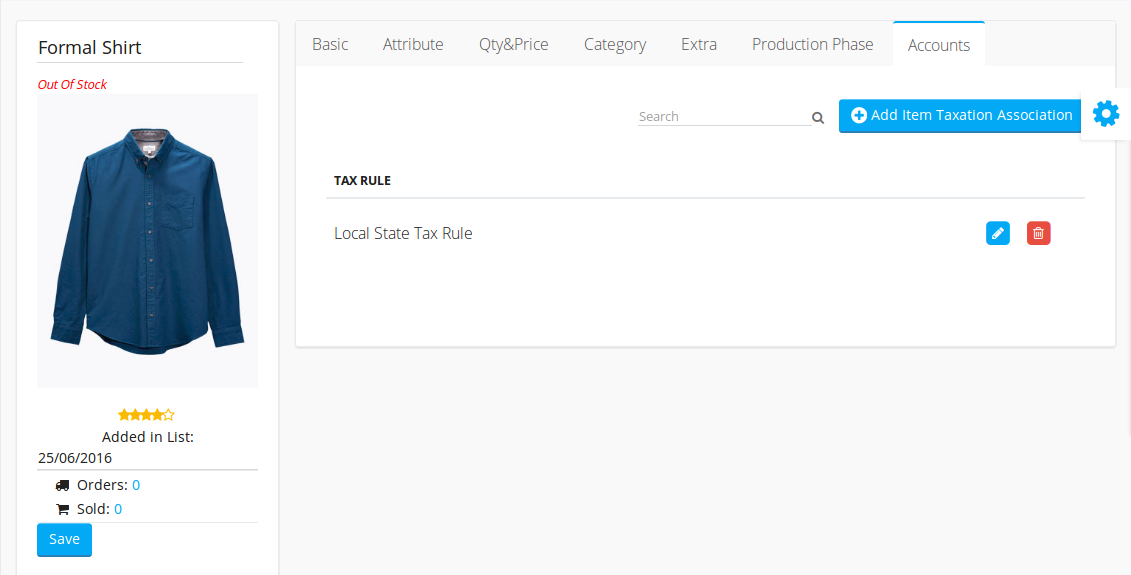 Formal Shirt
Out Of Stock
Added in List:
25/06/2016
Orders: 0
Sold: 0
Save
Basic Attribute Qty&Price Category Extra Production Phase Accounts
Search
Add Item Taxation Association
TAX RULE
Local State Tax Rule